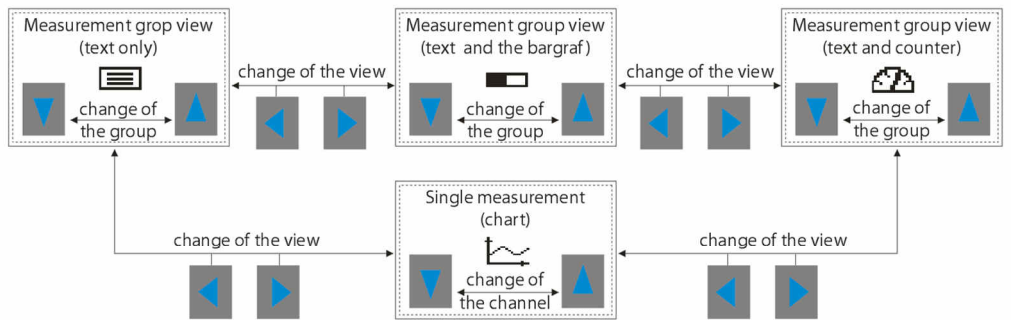 Measurement grop view
(text only)
change of
the group
change of the view
Measurement group view
(text and the bargraf)
change of
the group
change of the view
Measurement group view
(text and counter)
change of
the group
change of the view
Single measurement
(chart)
change of
the channel
change of the view